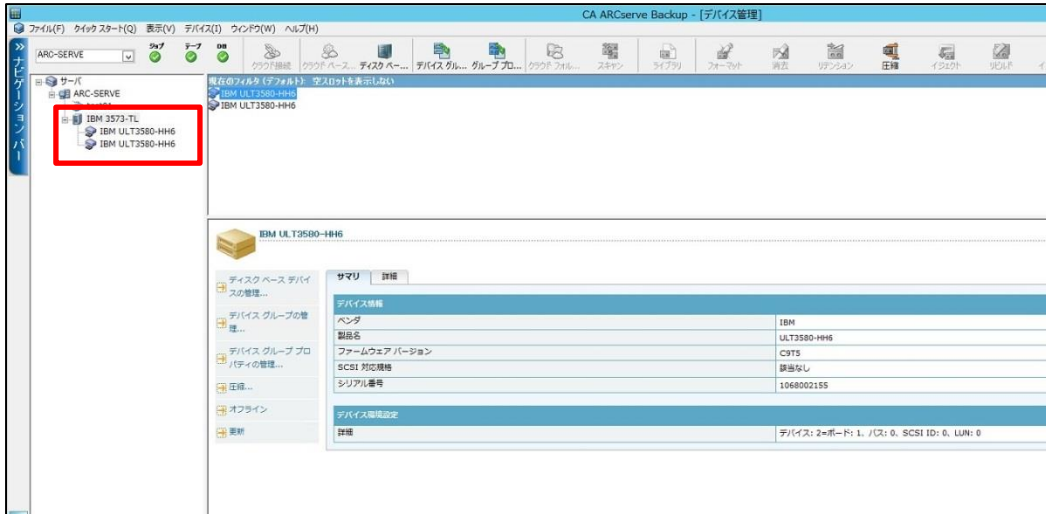 CA ARCserve Backup - [デバイス管理]
ファイル(F) クイック スタート(Q) 表示(V) デバイス(I) ウィンドウ(W) ヘルプ(H)
ARC-SERVE ジョブ テープ DB クラウド接続 クラウド ベース... ディスク ベー... デバイス グル... グループ プロ... クラウド フォル... スキャン ライブラリ フォーマット 消去 リテンション 圧縮 イジェクト リビルド
ナビゲーション バー
サーバ
ARC-SERVE
IBM 3573-TL
IBM ULT3580-HH6
IBM ULT3580-HH6
現在のフィルタ (デフォルト): 空スロットを表示しない
IBM ULT3580-HH6
IBM ULT3580-HH6
IBM ULT3580-HH6
ディスク ベース デバイ
スの管理...
デバイス グループの管
理...
デバイス グループ プロ
パティの管理...
圧縮...
オフライン
更新
サマリ 詳細
デバイス情報
ベンダ IBM
製品名 ULT3580-HH6
ファームウェア バージョン C9T5
SCSI 対応規格 該当なし
シリアル番号 1068002155
デバイス環境設定
詳細 デバイス: 2=ボード: 1, バス: 0, SCSI ID: 0, LUN: 0